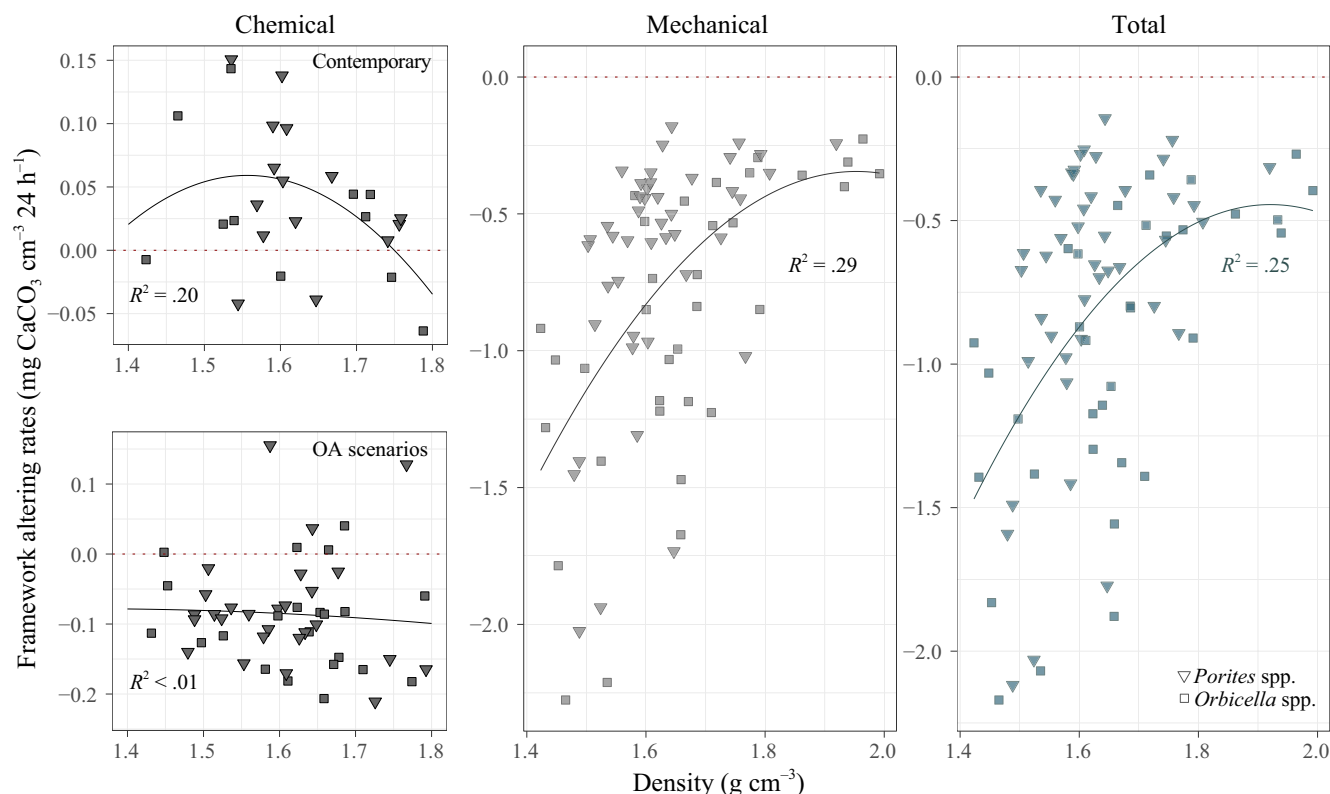 Chemical
Mechanical
Total
Framework altering rates (mg CaCO₃ cm⁻³ 24 h⁻¹)
Contemporary
0.15
0.10
0.05
0.00
−0.05
R² = .20
1.4 1.5 1.6 1.7 1.8
OA scenarios
0.1
0.0
−0.1
−0.2
R² < .01
1.4 1.5 1.6 1.7 1.8
0.0
−0.5
−1.0
−1.5
−2.0
R² = .29
1.4 1.6 1.8 2.0
0.0
−0.5
−1.0
−1.5
−2.0
R² = .25
Porites spp.
Orbicella spp.
1.4 1.6 1.8 2.0
Density (g cm⁻³)